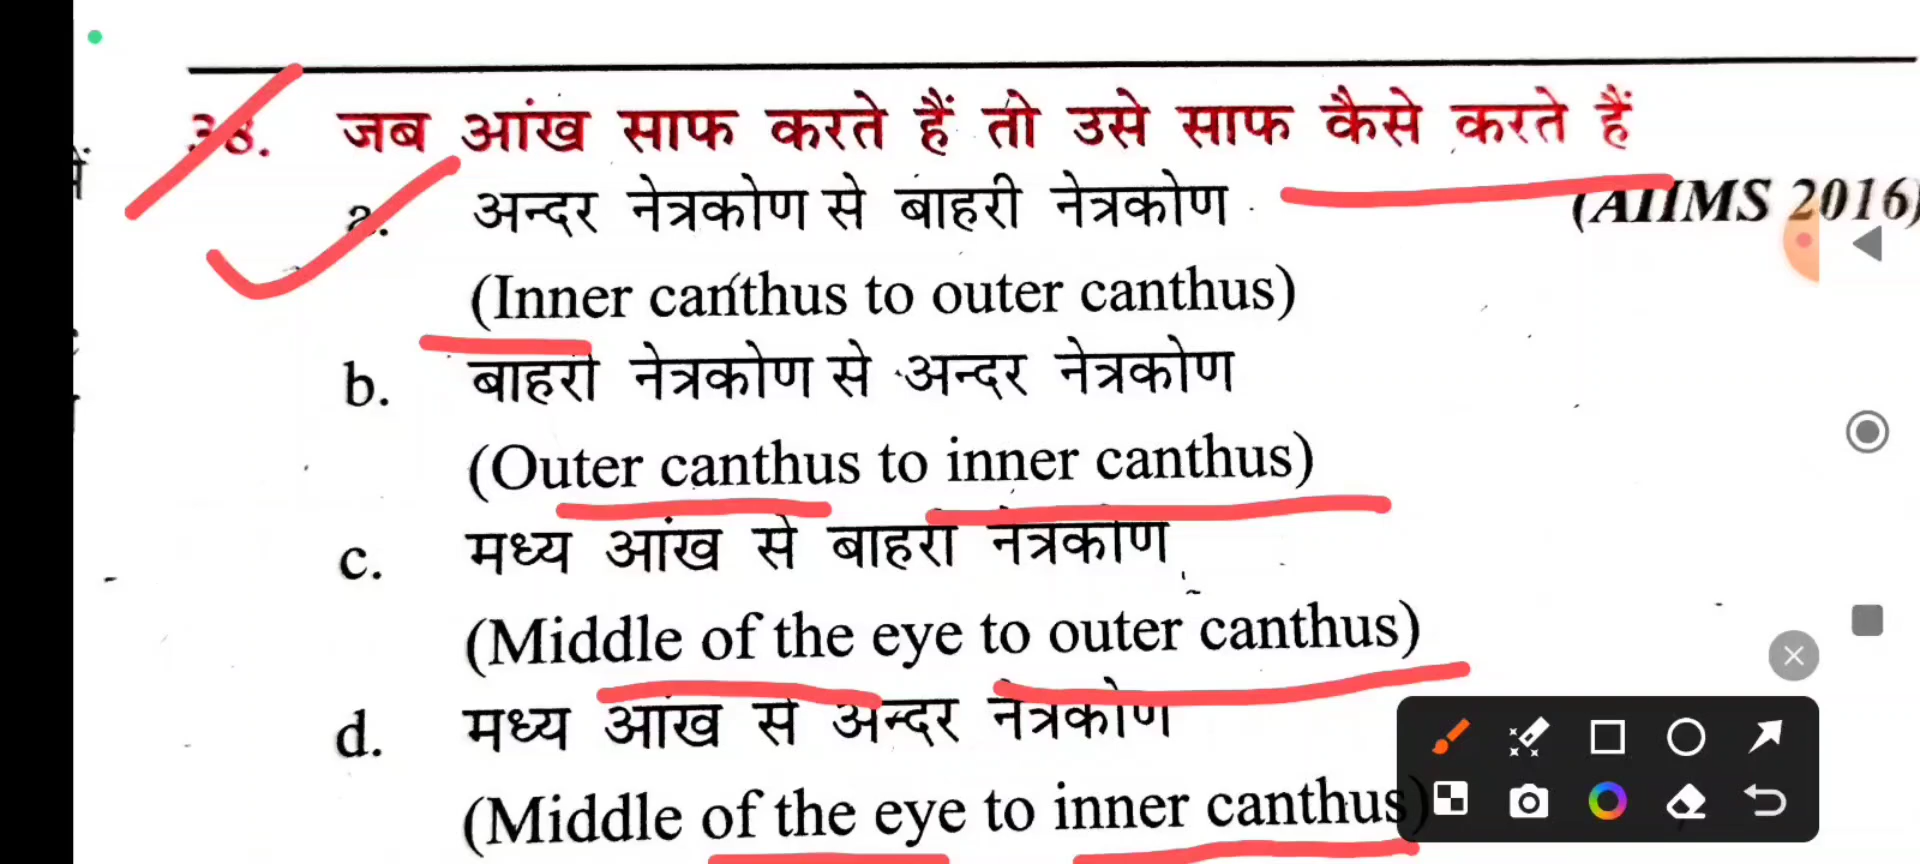 38. जब आंख साफ करते हैं तो उसे साफ कैसे करते हैं
(AIIMS 2016)
a. अन्दर नेत्रकोण से बाहरी नेत्रकोण
(Inner canthus to outer canthus)
b. बाहरी नेत्रकोण से अन्दर नेत्रकोण
(Outer canthus to inner canthus)
c. मध्य आंख से बाहरी नेत्रकोण
(Middle of the eye to outer canthus)
d. मध्य आंख से अन्दर नेत्रकोण
(Middle of the eye to inner canthus)